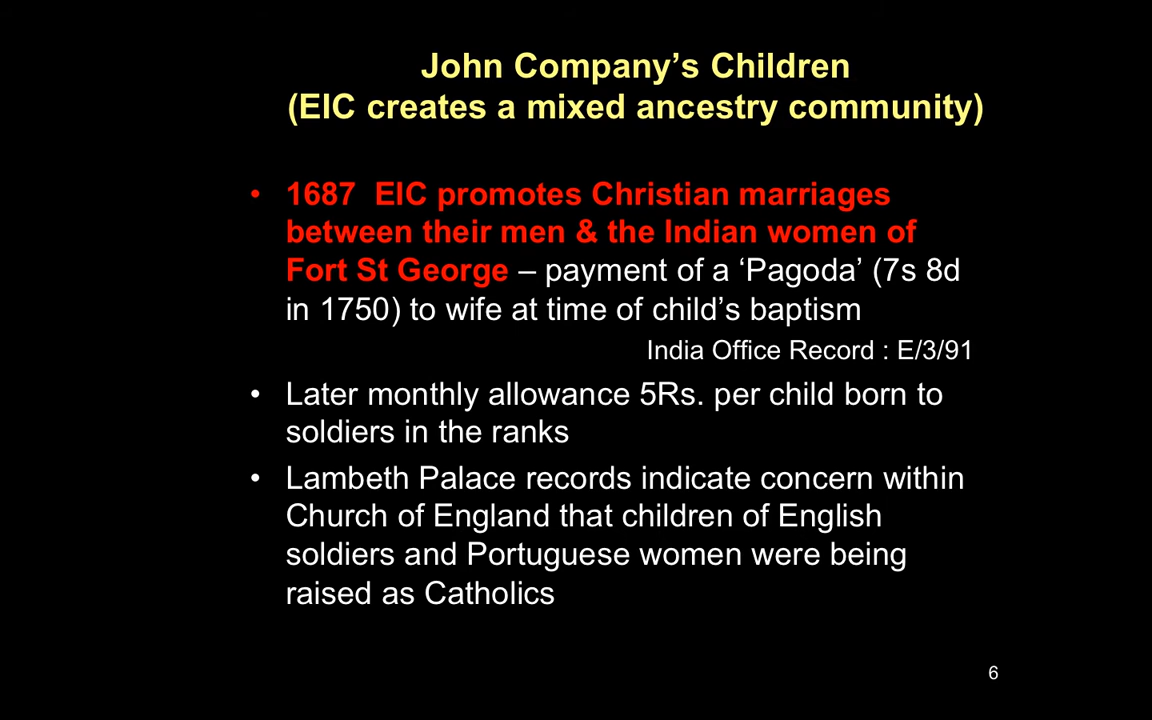 John Company’s Children
(EIC creates a mixed ancestry community)
• 1687 EIC promotes Christian marriages
between their men & the Indian women of
Fort St George – payment of a ‘Pagoda’ (7s 8d
in 1750) to wife at time of child’s baptism
India Office Record : E/3/91
• Later monthly allowance 5Rs. per child born to
soldiers in the ranks
• Lambeth Palace records indicate concern within
Church of England that children of English
soldiers and Portuguese women were being
raised as Catholics
6